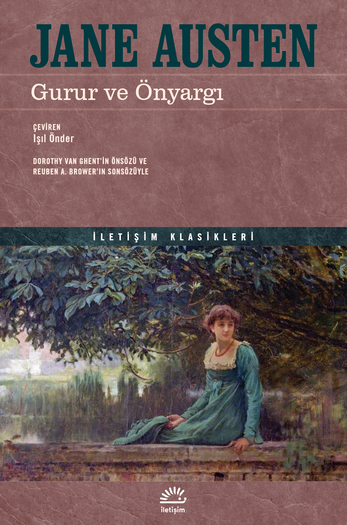 JANE AUSTEN
Gurur ve Önyargı
ÇEVİREN
Işıl Önder
DOROTHY VAN GHENT'İN ÖNSÖZÜ VE
REUBEN A. BROWER'IN SONSÖZÜYLE
İLETİŞİM KLASİKLERİ
iletişim